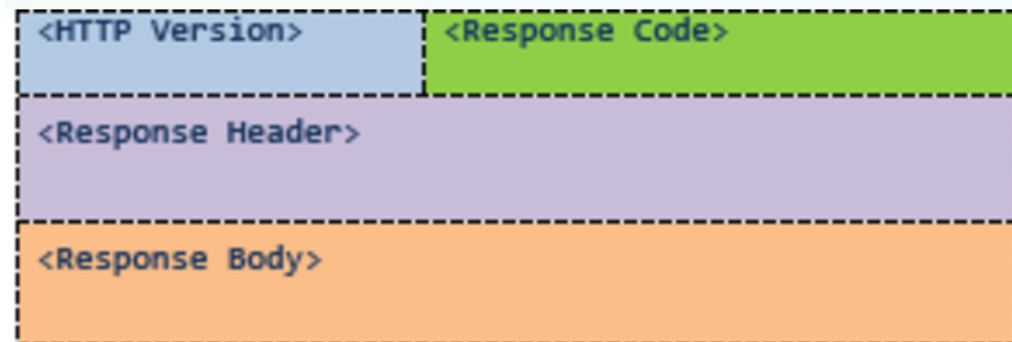 <HTTP Version> <Response Code>
<Response Header>
<Response Body>